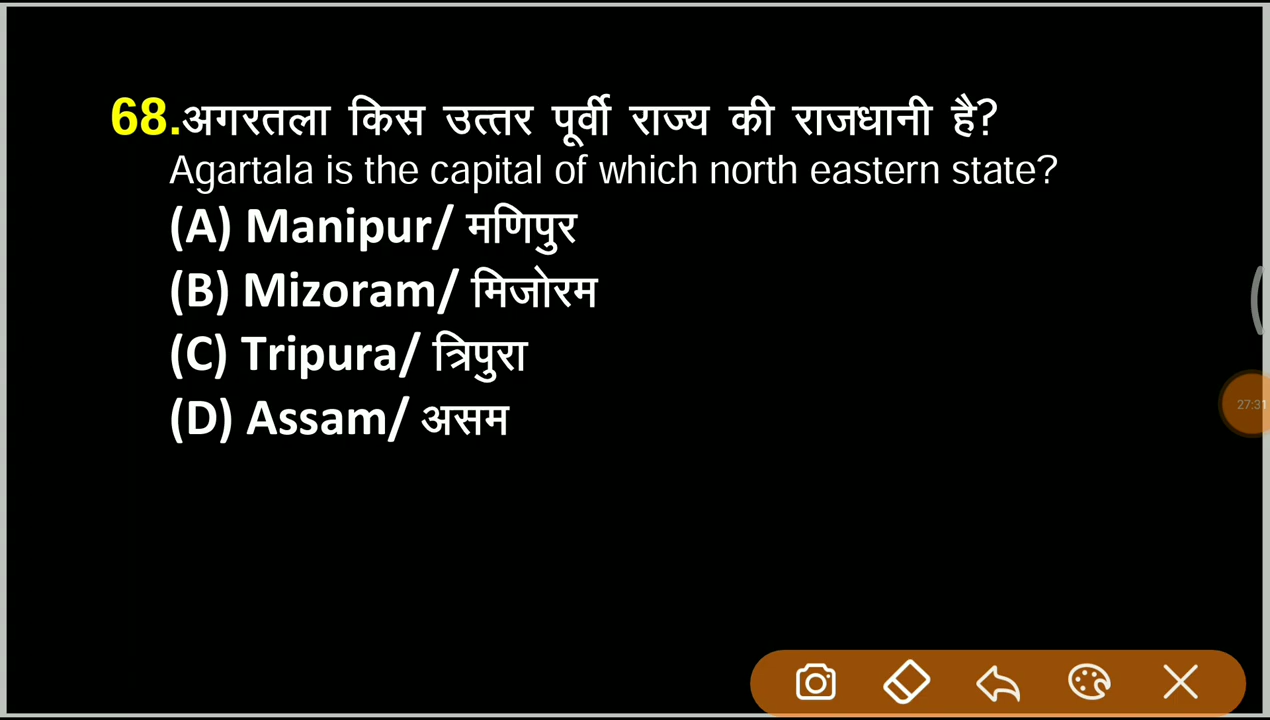 68.अगरतला किस उत्तर पूर्वी राज्य की राजधानी है?
Agartala is the capital of which north eastern state?
(A) Manipur/ मणिपुर
(B) Mizoram/ मिजोरम
(C) Tripura/ त्रिपुरा
(D) Assam/ असम
27:31